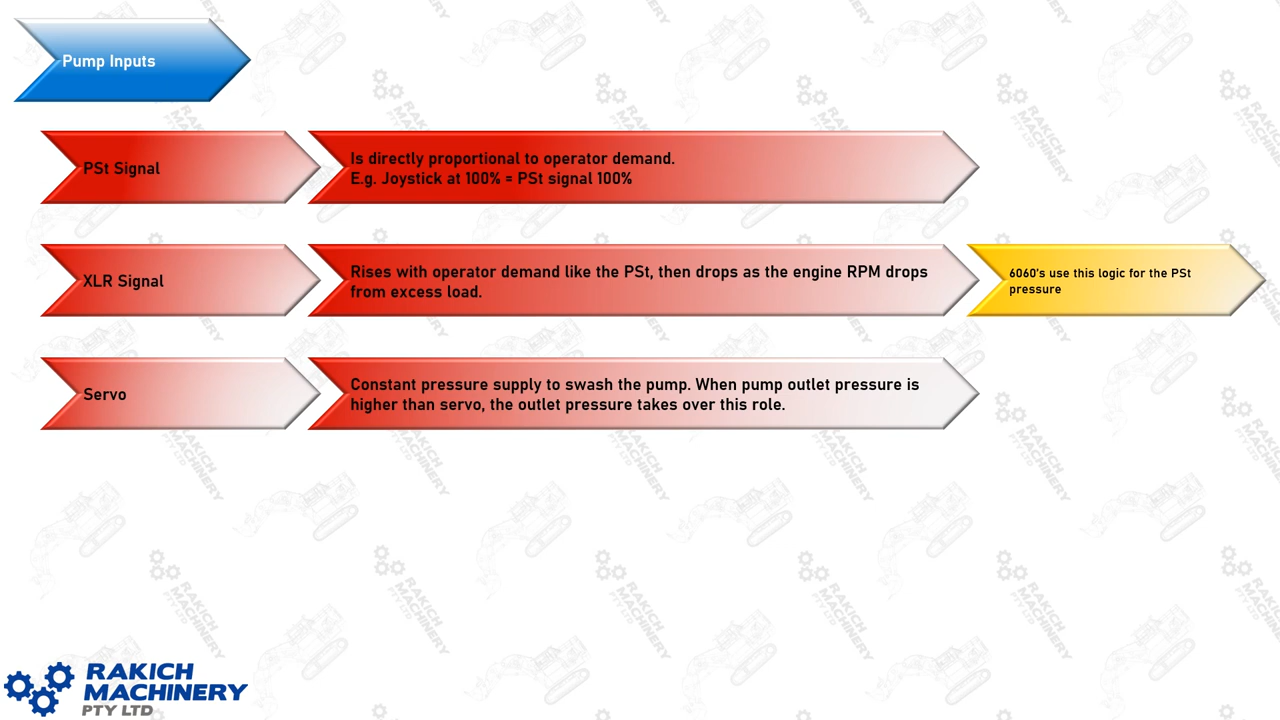 Pump Inputs
PSt Signal
Is directly proportional to operator demand.
E.g. Joystick at 100% = PSt signal 100%
XLR Signal
Rises with operator demand like the PSt, then drops as the engine RPM drops
from excess load.
6060's use this logic for the PSt
pressure
Servo
Constant pressure supply to swash the pump. When pump outlet pressure is
higher than servo, the outlet pressure takes over this role.
RAKICH
MACHINERY
PTY LTD